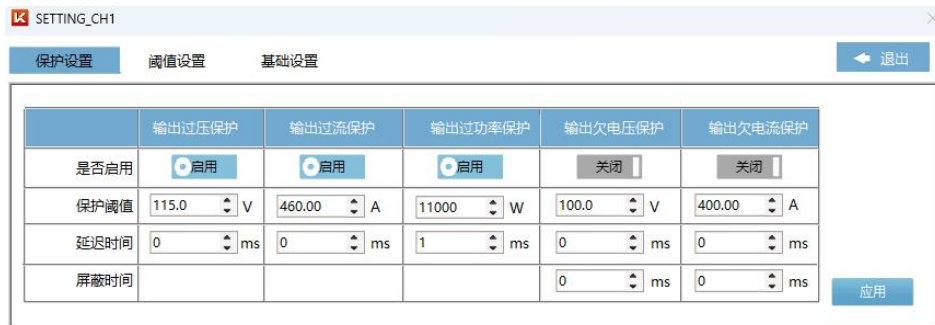 SETTING_CH1
保护设置 阈值设置 基础设置 退出
输出过压保护 输出过流保护 输出过功率保护 输出欠电压保护 输出欠电流保护
是否启用 启用 启用 启用 关闭 关闭
保护阈值 115.0 V 460.00 A 11000 W 100.0 V 400.00 A
延迟时间 0 ms 0 ms 1 ms 0 ms 0 ms
屏蔽时间 0 ms 0 ms
应用